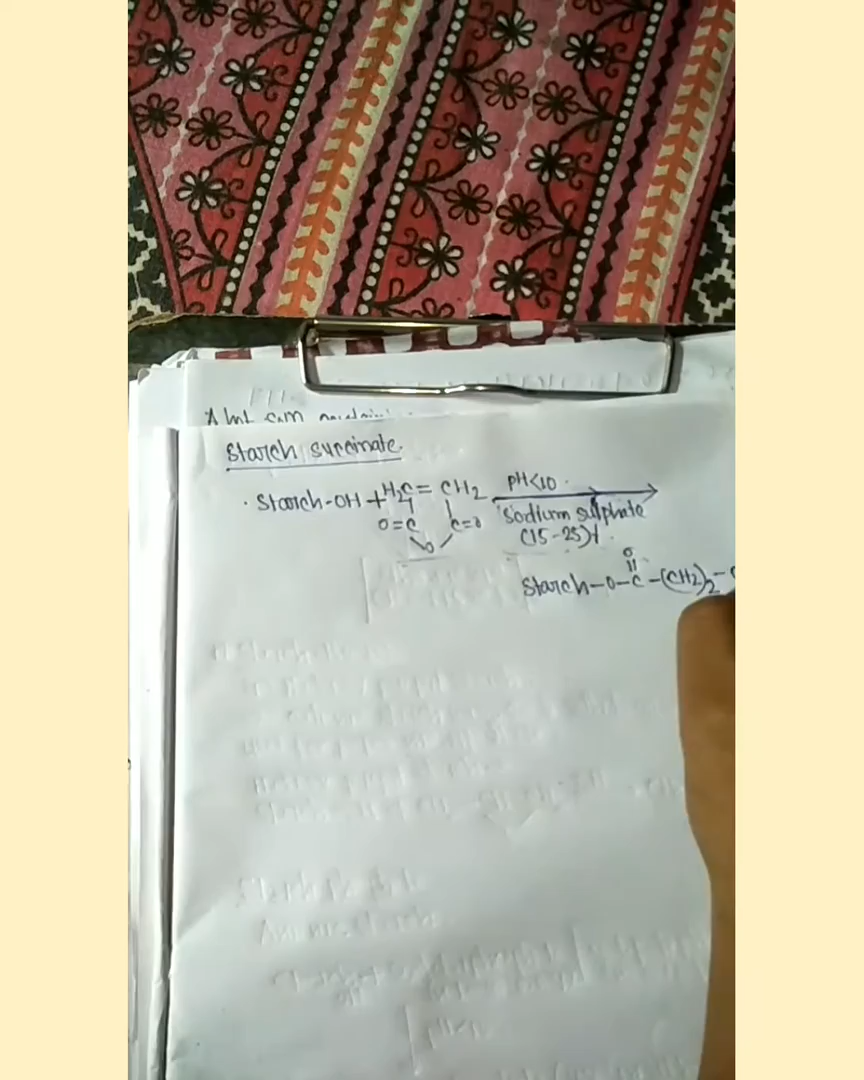 Starch succinate.
· Starch-OH + H₂C = CH₂ pH<10 ·
O=C C=O Sodium sulphate
O (15-25)%
O
Starch-O-C-(CH₂)₂-